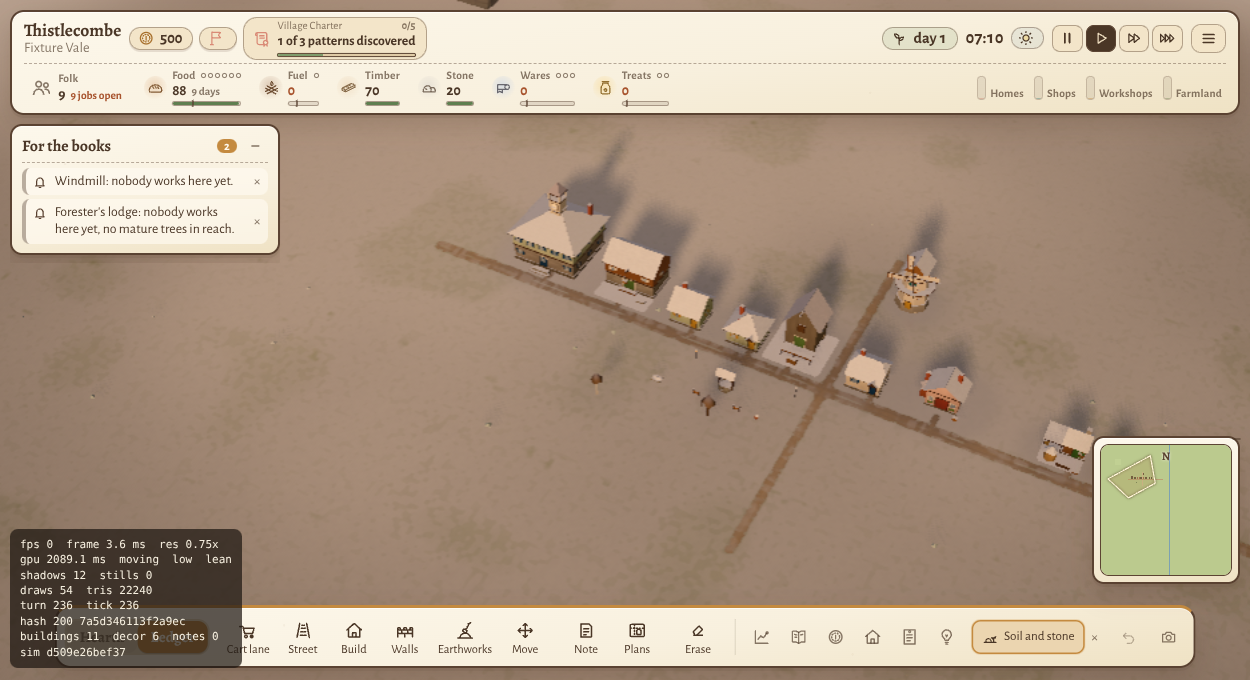 Thistlecombe
Fixture Vale
500
Village Charter 0/5
1 of 3 patterns discovered
day 1
07:10
Folk
9 9 jobs open
Food
88 9 days
Fuel
0
Timber
70
Stone
20
Wares
0
Treats
0
Homes
Shops
Workshops
Farmland
For the books
2
Windmill: nobody works here yet.
Forester's lodge: nobody works
here yet, no mature trees in reach.
N
fps 0 frame 3.6 ms res 0.75x
gpu 2089.1 ms moving low lean
shadows 12 stills 0
draws 54 tris 22240
turn 236 tick 236
hash 200 7a5d346113f2a9ec
buildings 11 decor 6 notes 0
sim d509e26bef37
Cart lane
Street
Build
Walls
Earthworks
Move
Note
Plans
Erase
Soil and stone